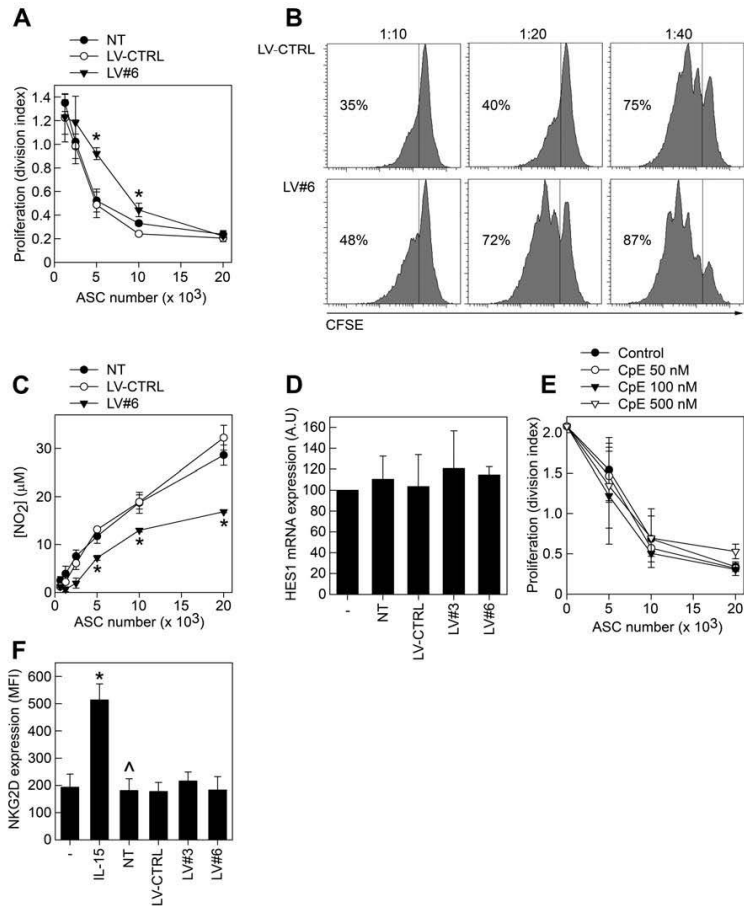 A
NT
LV-CTRL
LV#6
Proliferation (division index)
1.4
1.2
1.0
0.8
0.6
0.4
0.2
*
*
0
5
10
15
20
ASC number (x 10³)
B
1:10
1:20
1:40
LV-CTRL
35%
40%
75%
LV#6
48%
72%
87%
CFSE
C
NT
LV-CTRL
LV#6
[NO₂] (µM)
30
20
10
0
*
*
*
0
5
10
15
20
ASC number (x 10³)
D
HES1 mRNA expression (A.U)
160
140
120
100
80
60
40
20
0
-
NT
LV-CTRL
LV#3
LV#6
E
Control
CpE 50 nM
CpE 100 nM
CpE 500 nM
Proliferation (division index)
2.0
1.5
1.0
0.5
0
0
5
10
15
20
ASC number (x 10³)
F
NKG2D expression (MFI)
600
500
400
300
200
100
0
*
^
-
IL-15
NT
LV-CTRL
LV#3
LV#6